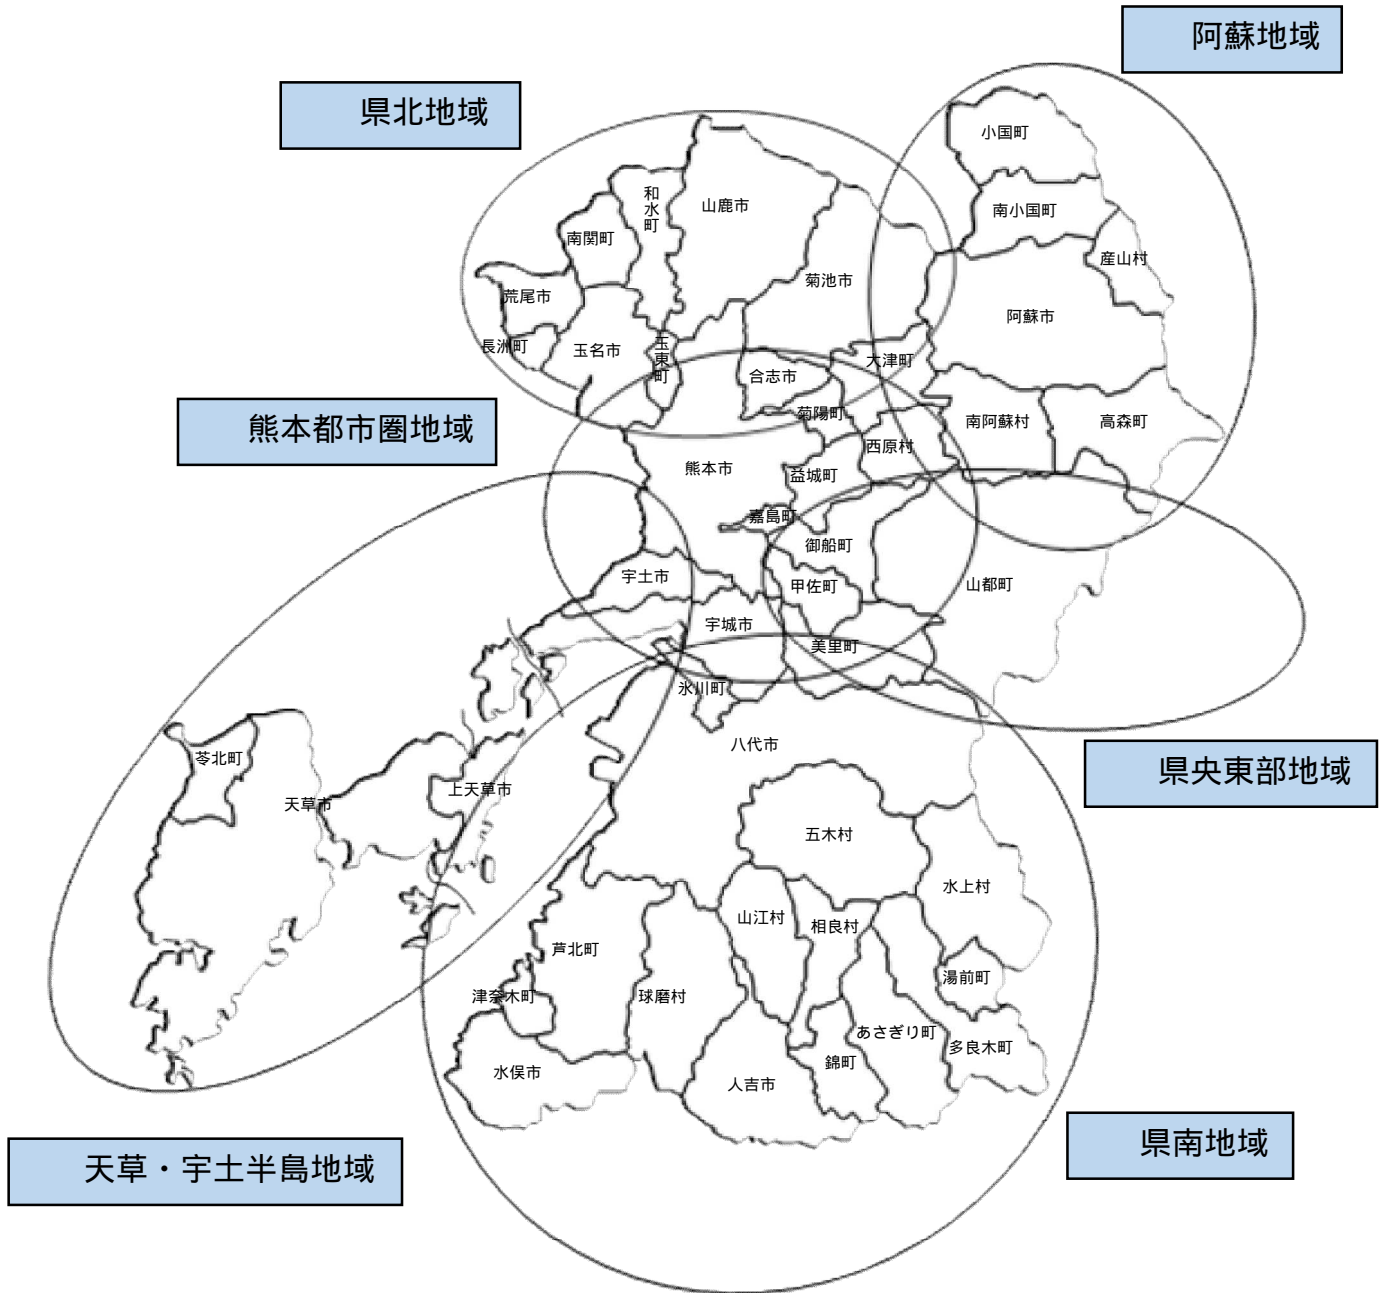 阿蘇地域
県北地域
小国町
和水町
山鹿市
南小国町
南関町
産山村
菊池市
荒尾市
阿蘇市
長洲町
玉名市
玉東町
大津町
合志市
菊陽町
南阿蘇村
高森町
熊本都市圏地域
西原村
熊本市
益城町
嘉島町
御船町
宇土市
甲佐町
山都町
宇城市
美里町
氷川町
八代市
苓北町
県央東部地域
上天草市
天草市
五木村
水上村
山江村
相良村
芦北町
湯前町
津奈木町
球磨村
あさぎり町
多良木町
錦町
水俣市
人吉市
県南地域
天草・宇土半島地域